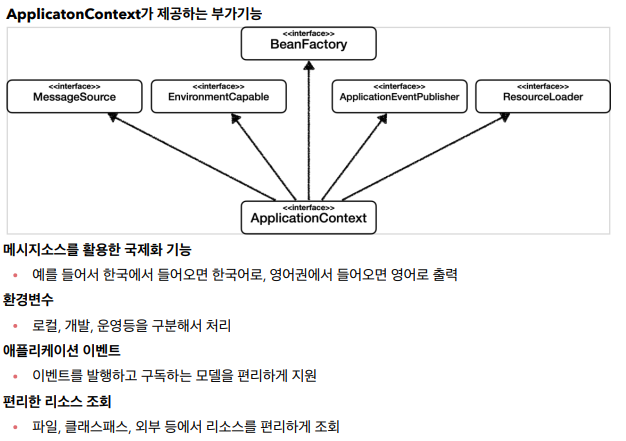 ApplicatonContext가 제공하는 부가기능
<<interface>>
BeanFactory
<<interface>>
MessageSource
<<interface>>
EnvironmentCapable
<<interface>>
ApplicationEventPublisher
<<interface>>
ResourceLoader
<<interface>>
ApplicationContext
메시지소스를 활용한 국제화 기능
• 예를 들어서 한국에서 들어오면 한국어로, 영어권에서 들어오면 영어로 출력
환경변수
• 로컬, 개발, 운영등을 구분해서 처리
애플리케이션 이벤트
• 이벤트를 발행하고 구독하는 모델을 편리하게 지원
편리한 리소스 조회
• 파일, 클래스패스, 외부 등에서 리소스를 편리하게 조회